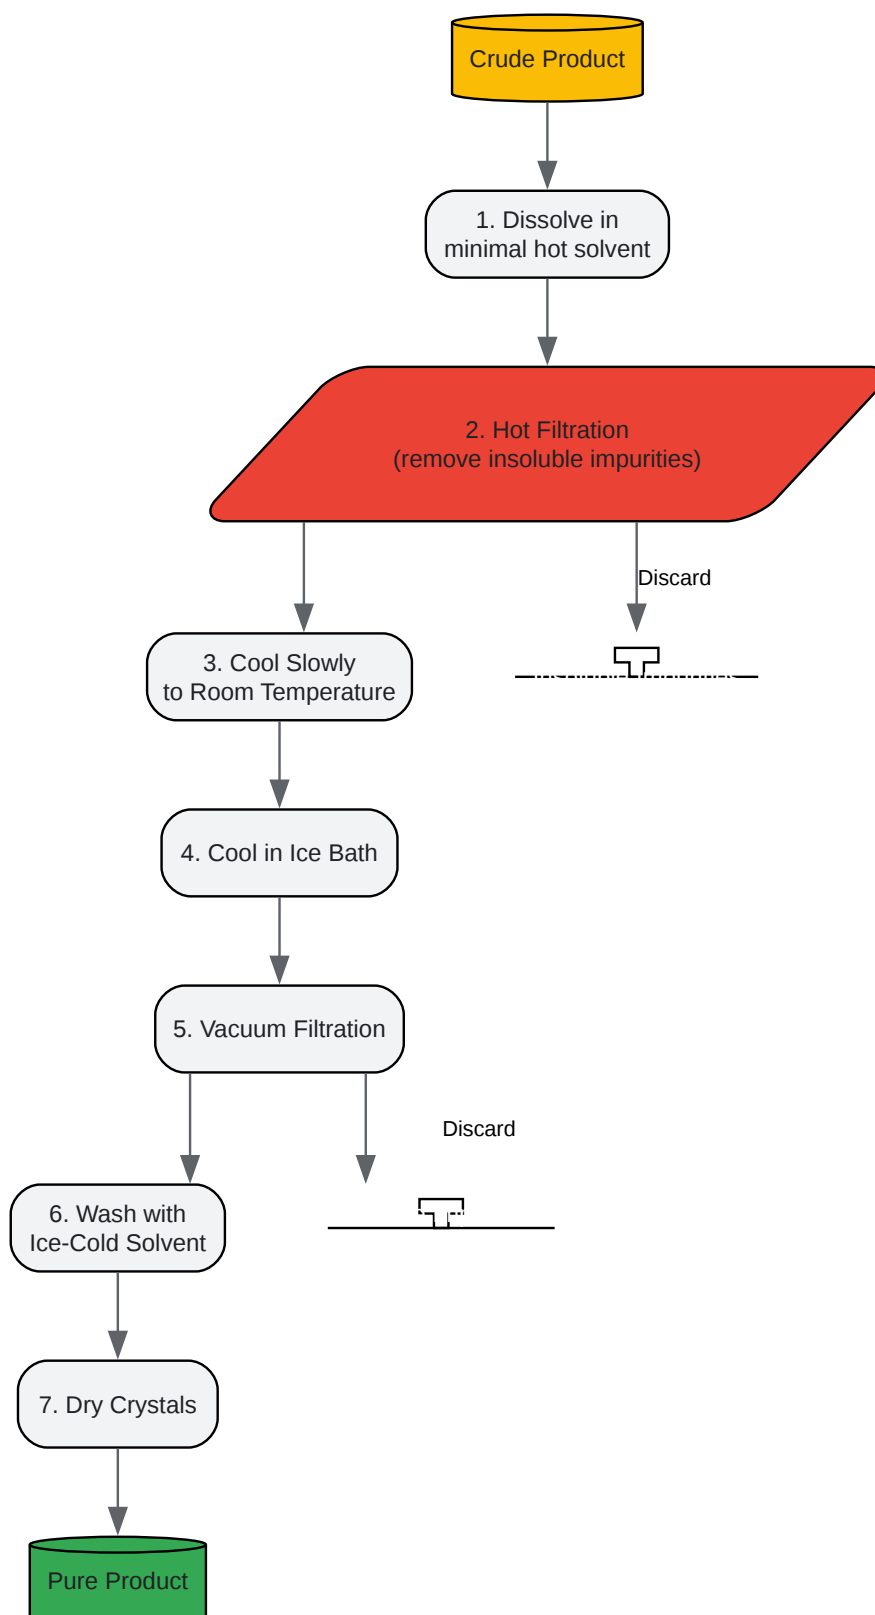 Crude Product
1. Dissolve in
minimal hot solvent
2. Hot Filtration
(remove insoluble impurities)
Discard
3. Cool Slowly
to Room Temperature
4. Cool in Ice Bath
5. Vacuum Filtration
Discard
6. Wash with
Ice-Cold Solvent
7. Dry Crystals
Pure Product